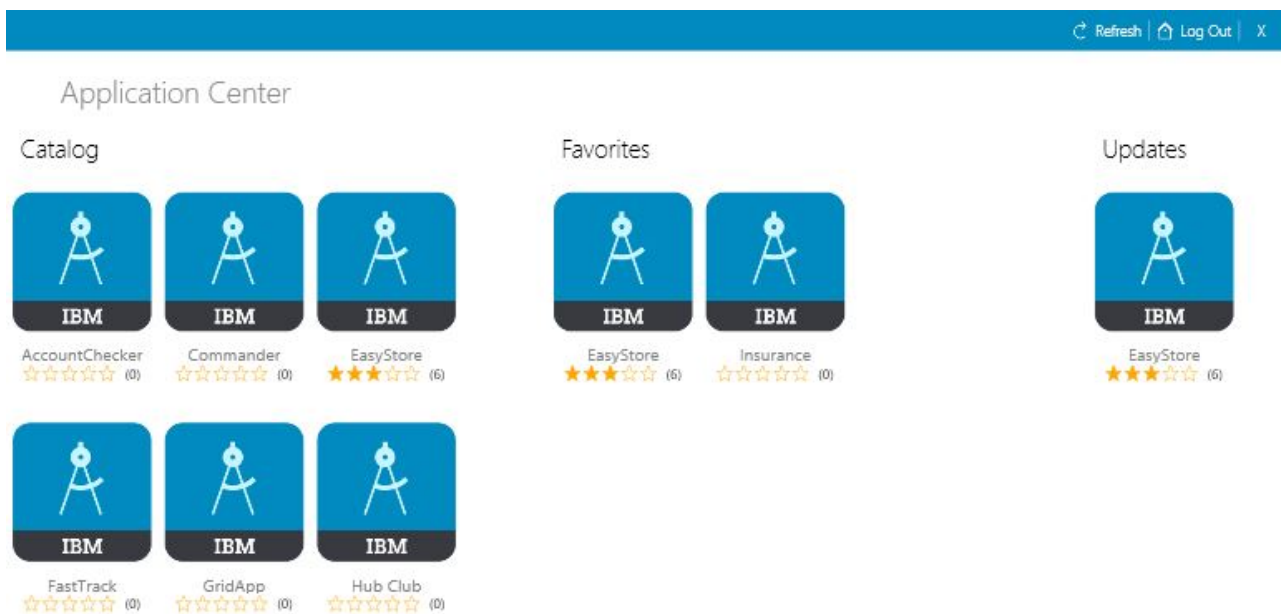 Refresh | Log Out | X
Application Center
Catalog
Favorites
Updates
IBM IBM IBM IBM IBM IBM
AccountChecker Commander EasyStore EasyStore Insurance EasyStore
(0) (0) (6) (6) (0) (6)
IBM IBM IBM
FastTrack GridApp Hub Club
(0) (0) (0)